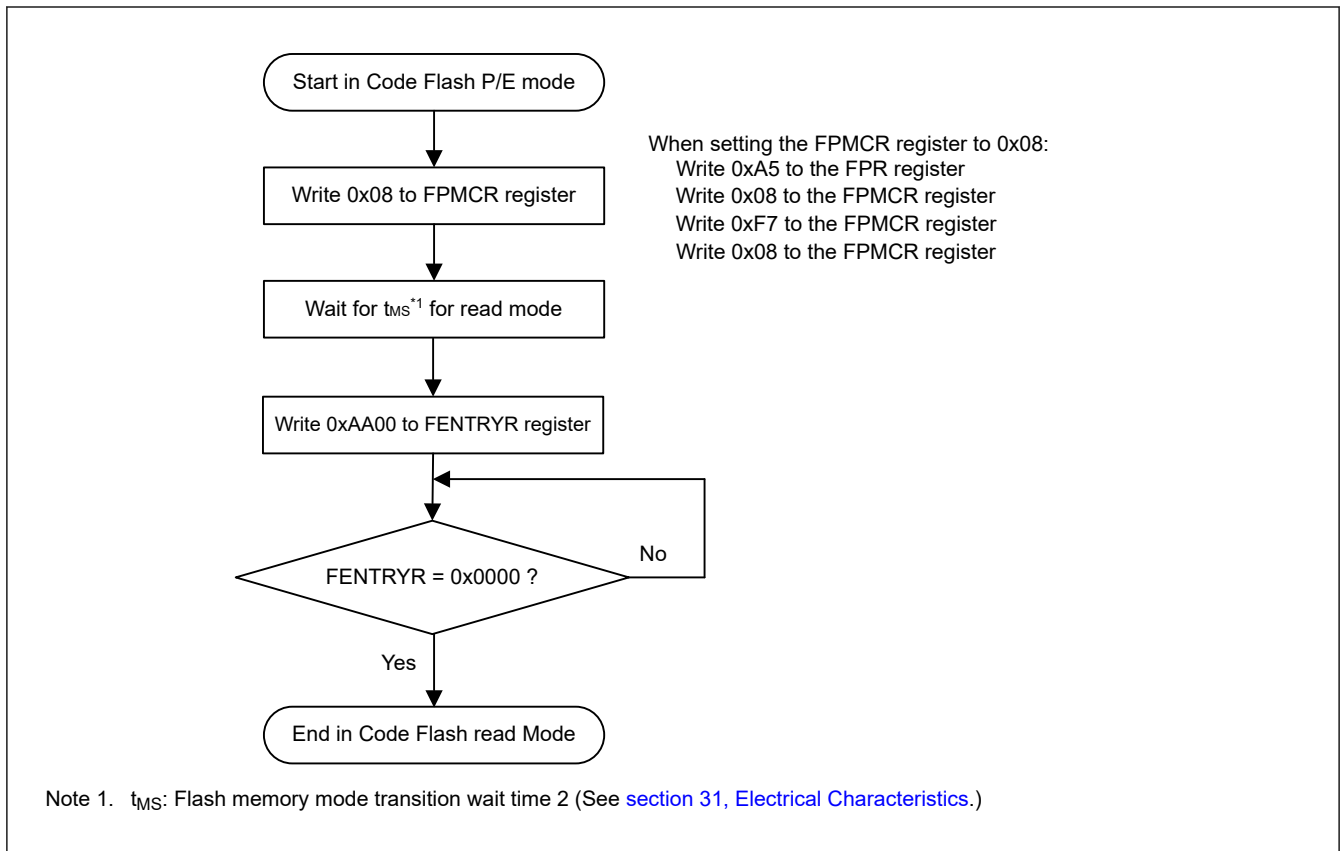 Start in Code Flash P/E mode
When setting the FPMCR register to 0x08:
Write 0xA5 to the FPR register
Write 0x08 to FPMCR register
Write 0x08 to the FPMCR register
Write 0xF7 to the FPMCR register
Write 0x08 to the FPMCR register
Wait for tMS*1 for read mode
Write 0xAA00 to FENTRYR register
No
FENTRYR = 0x0000 ?
Yes
End in Code Flash read Mode
Note 1. tMS: Flash memory mode transition wait time 2 (See section 31, Electrical Characteristics.)